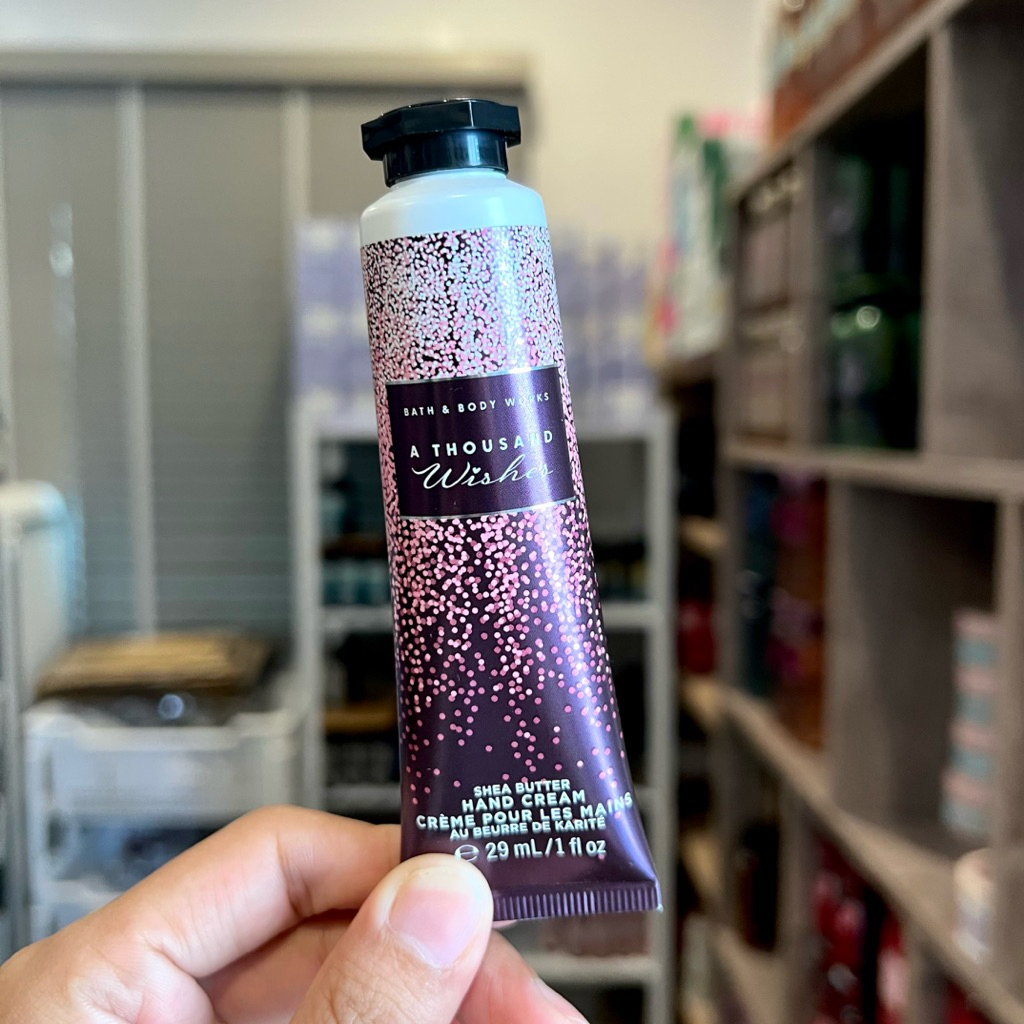 BATH & BODY WORKS
A THOUSAND
Wishes
SHEA BUTTER
HAND CREAM
CRÈME POUR LES MAINS
AU BEURRE DE KARITÉ
℮ 29 mL/1 fl oz